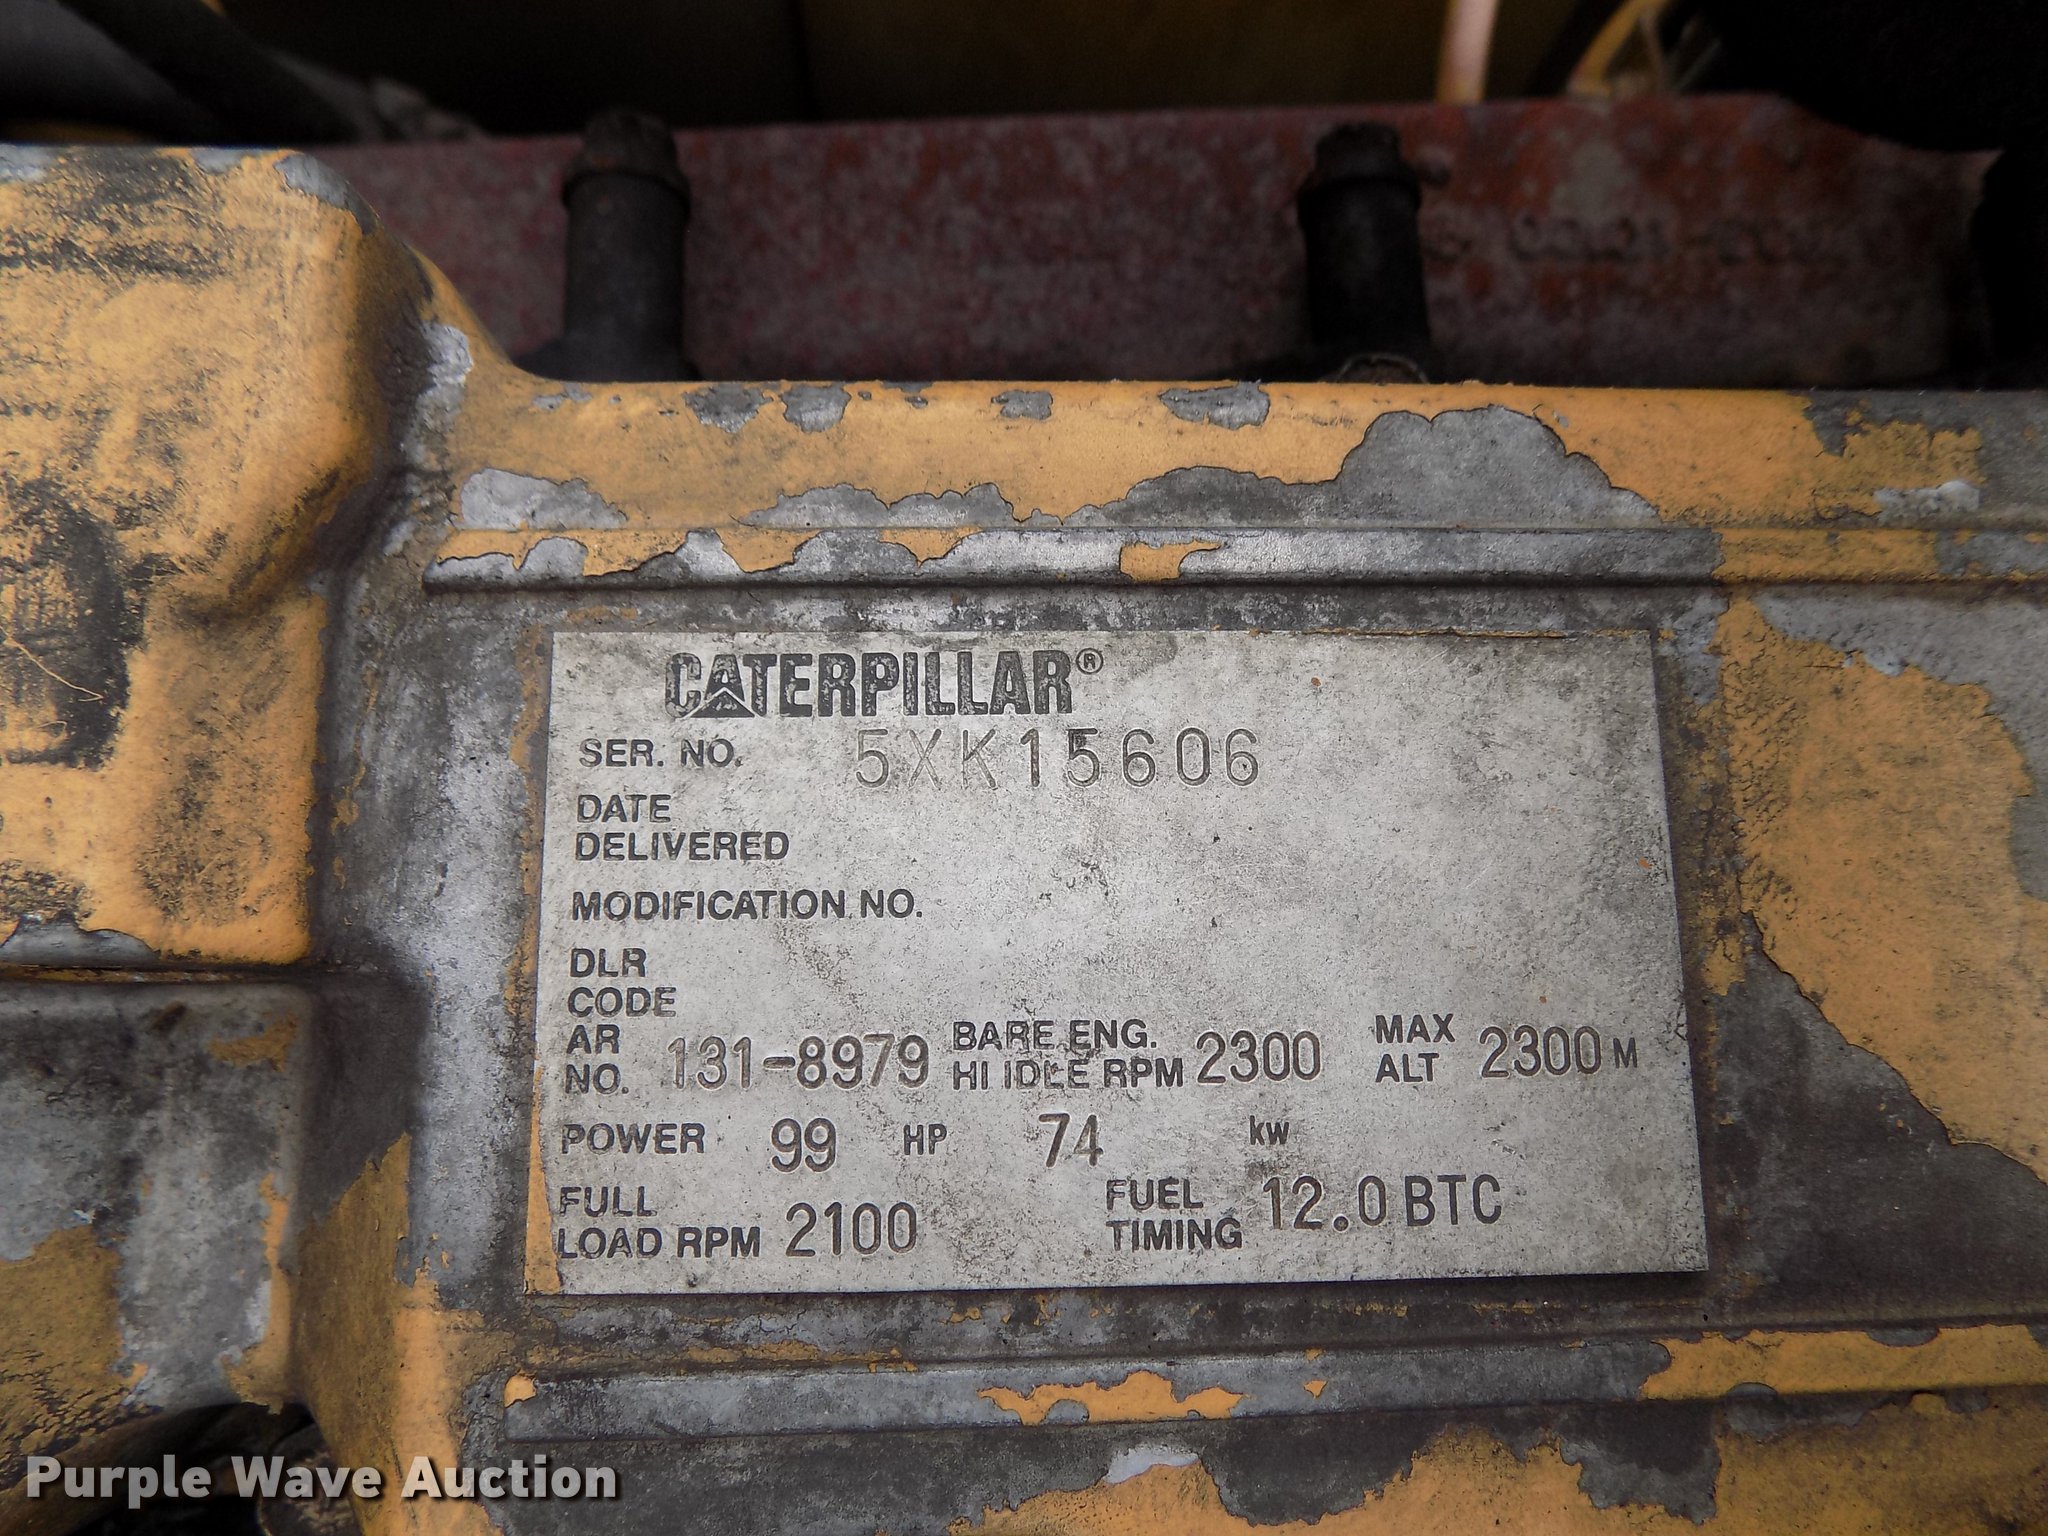 CATERPILLAR®
SER. NO. 5XK15606
DATE
DELIVERED
MODIFICATION NO.
DLR
CODE
AR NO. 131-8979 BARE ENG. HI IDLE RPM 2300 MAX ALT 2300 M
POWER 99 HP 74 kW
FULL LOAD RPM 2100 FUEL TIMING 12.0 BTC
Purple Wave Auction